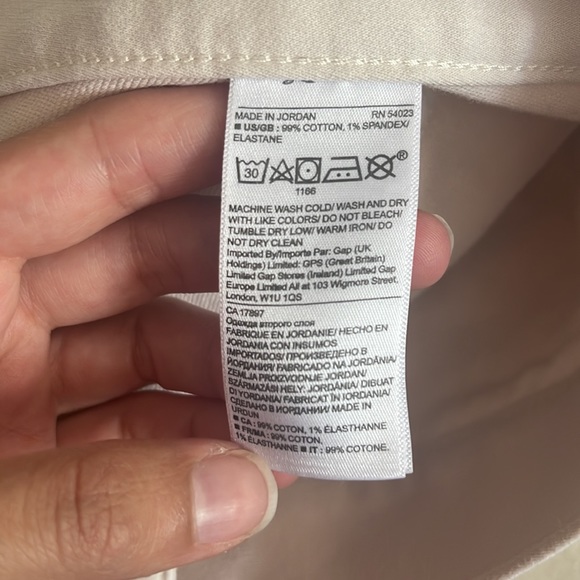 MADE IN JORDAN RN 54023
■ US/GB : 99% COTTON, 1% SPANDEX/
ELASTANE
30
®
1166
MACHINE WASH COLD/ WASH AND DRY
WITH LIKE COLORS/ DO NOT BLEACH/
TUMBLE DRY LOW/ WARM IRON/ DO
NOT DRY CLEAN
Imported By/Importe Par: Gap (UK
Holdings) Limited: GPS (Great Britain)
Limited Gap Stores (Ireland) Limited Gap
Europe Limited All at 103 Wigmore Street.
London, W1U 1QS
CA 17897
Одежда второго слоя
FABRIQUE EN JORDANIE/ HECHO EN
JORDANIA CON INSUMOS
IMPORTADOS/ ПРОИЗВЕДЕНО В
ЙОРДАНИЯ/ FABRICADO NA JORDÂNIA/
ZEMLJA PROIZVODNJE JORDAN/
SZÁRMAZÁSI HELY: JORDÁNIA/ DIBUAT
DI YORDANIA/ FABRICAT ÎN IORDANIA/
СДЕЛАНО В ИОРДАНИИ/ MADE IN
URDUN
■ CA : 99% COTTON, 1% ÉLASTHANNE
■ FR/MA : 99% COTON,
1% ÉLASTHANNE ■ IT : 99% COTONE,